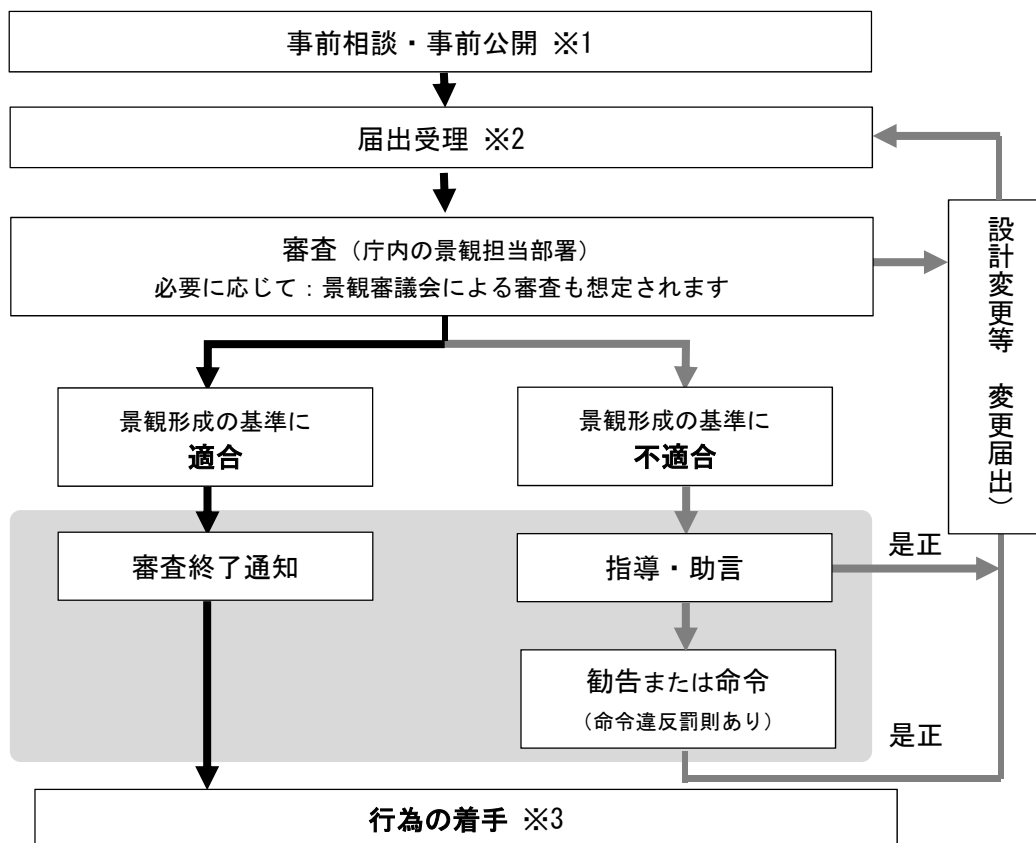 事前相談・事前公開 ※1
届出受理 ※2
審査（庁内の景観担当部署）
必要に応じて：景観審議会による審査も想定されます
設計変更等　変更届出）
景観形成の基準に
適合
景観形成の基準に
不適合
審査終了通知
指導・助言
是正
勧告または命令
（命令違反罰則あり）
是正
行為の着手 ※3